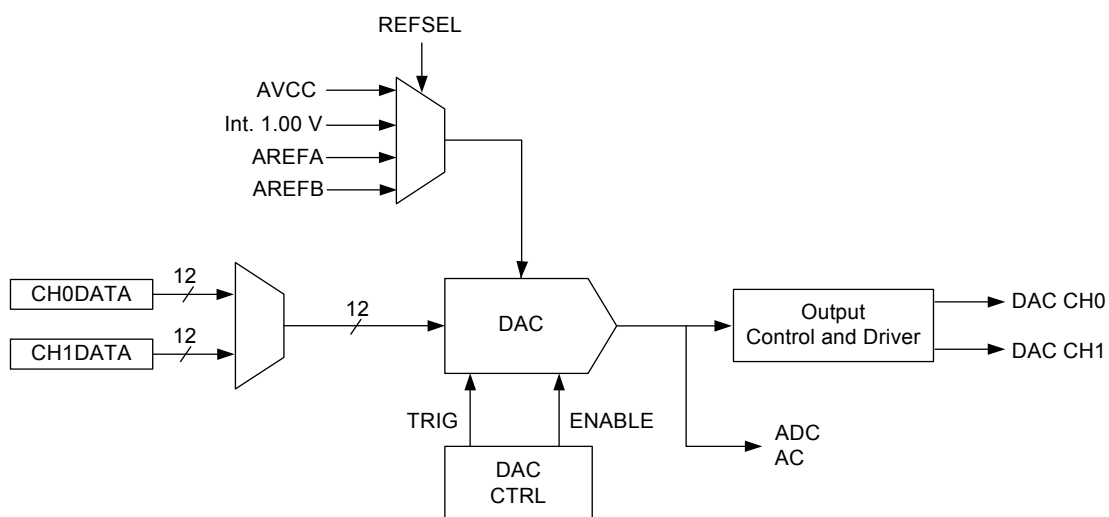 REFSEL
AVCC
Int. 1.00 V
AREFA
AREFB
CH0DATA
12
CH1DATA
12
12
DAC
Output
Control and Driver
DAC CH0
DAC CH1
TRIG
ENABLE
ADC
AC
DAC
CTRL